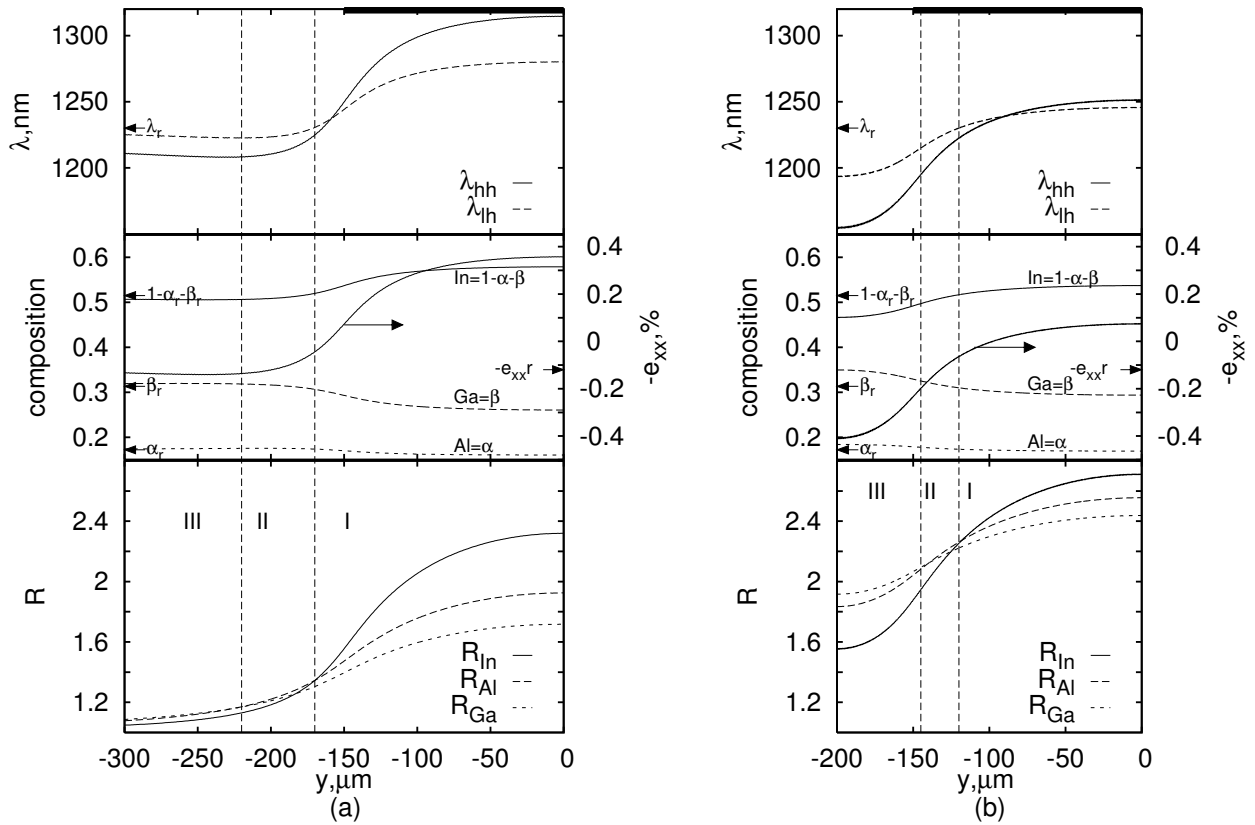 1300
1250
1200
λ,nm
λr
λhh
λlh
0.6
0.5
0.4
0.3
0.2
composition
0.4
0.2
0
-0.2
-0.4
-exx,%
1-αr-βr
βr
αr
In=1-α-β
-exxr
Ga=β
Al=α
2.4
2
1.6
1.2
R
III
II
I
RIn
RAl
RGa
-300
-250
-200
-150
-100
-50
0
y,μm
(a)
1300
1250
1200
λ,nm
λr
λhh
λlh
0.6
0.5
0.4
0.3
0.2
composition
0.4
0.2
0
-0.2
-0.4
-exx,%
1-αr-βr
βr
αr
In=1-α-β
-exxr
Ga=β
Al=α
2.4
2
1.6
1.2
R
III
II
I
RIn
RAl
RGa
-200
-150
-100
-50
0
y,μm
(b)